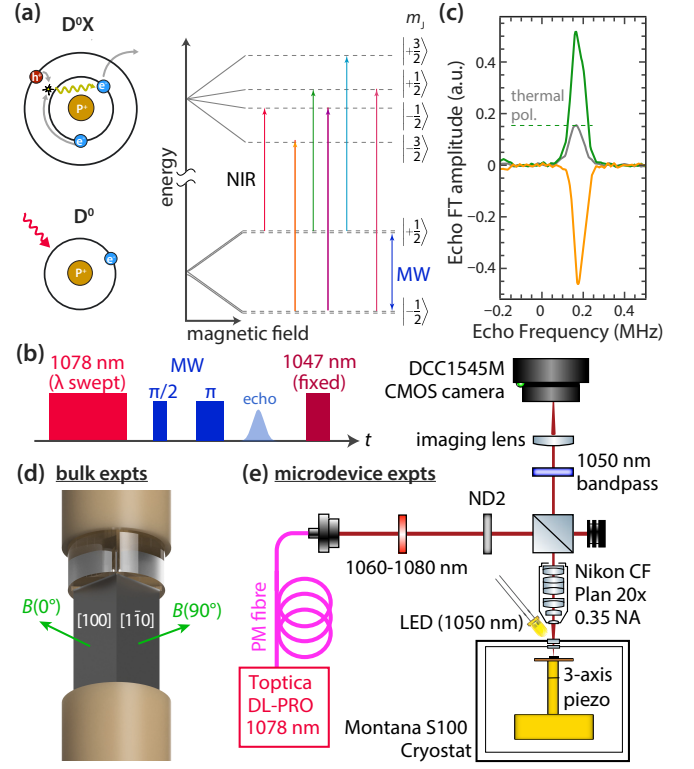 (a)
D⁰X
h⁺
e⁻
P⁺
e⁻
D⁰
P⁺
e⁻
energy
magnetic field
NIR
MW
m_J
|+3/2⟩
|+1/2⟩
|−1/2⟩
|−3/2⟩
|+1/2⟩
|−1/2⟩
(c)
Echo FT amplitude (a.u.)
0.4
0.2
0
−0.2
−0.4
thermal
pol.
−0.2
0
0.2
0.4
Echo Frequency (MHz)
(b)
1078 nm
(λ swept)
MW
π/2
π
echo
1047 nm
(fixed)
t
(d) bulk expts
B(0°)
[100]
[11̄0]
B(90°)
(e) microdevice expts
DCC1545M
CMOS camera
imaging lens
1050 nm
bandpass
ND2
1060-1080 nm
PM fibre
Toptica
DL-PRO
1078 nm
Nikon CF
Plan 20x
0.35 NA
LED (1050 nm)
3-axis
piezo
Montana S100
Cryostat